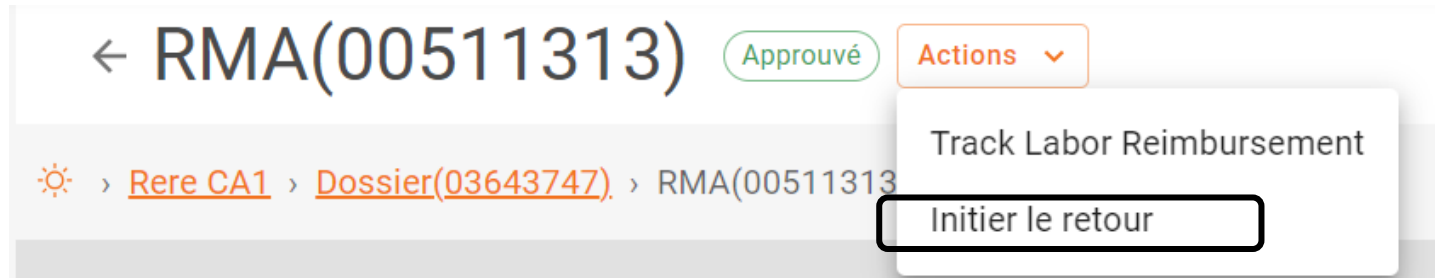 ← RMA(00511313) Approuvé Actions
Track Labor Reimbursement
› Rere CA1 › Dossier(03643747) › RMA(00511313
Initier le retour